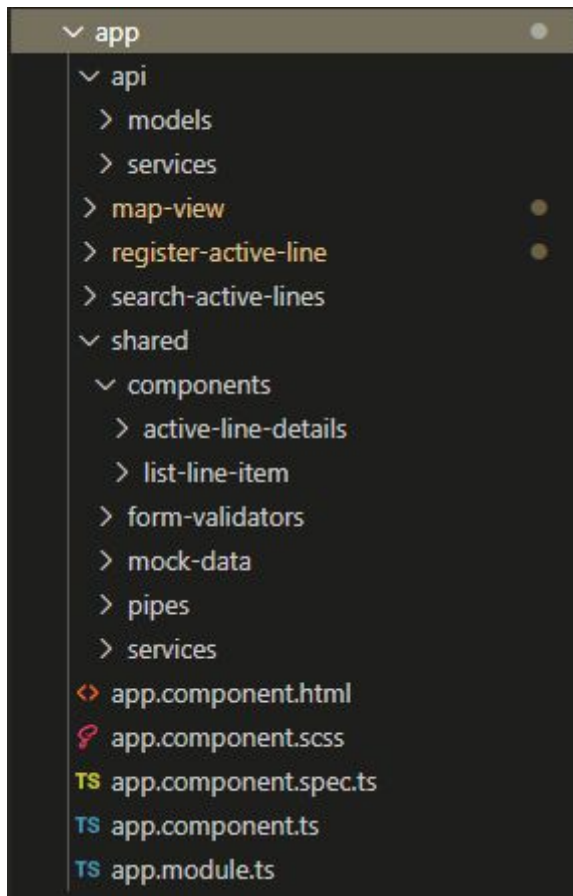 app
api
models
services
map-view
register-active-line
search-active-lines
shared
components
active-line-details
list-line-item
form-validators
mock-data
pipes
services
<> app.component.html
app.component.scss
TS app.component.spec.ts
TS app.component.ts
TS app.module.ts